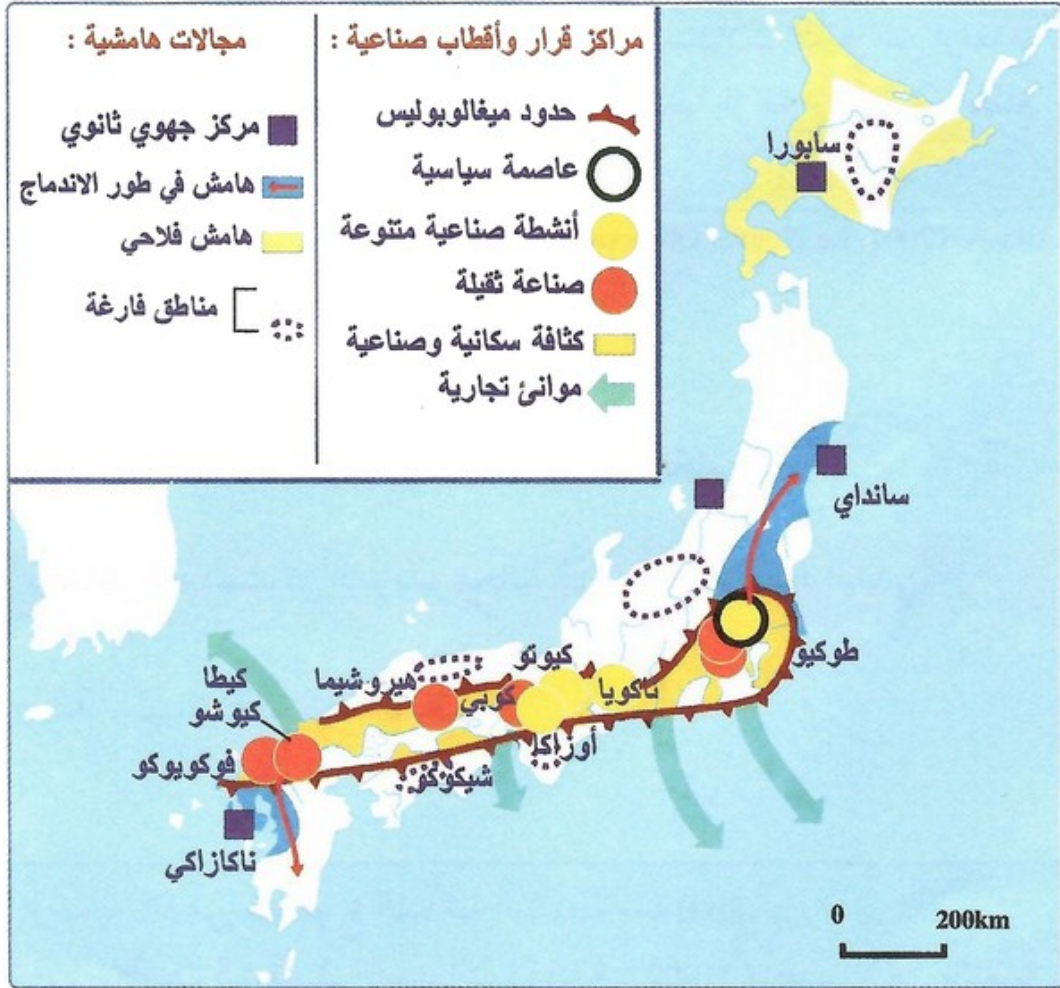 مراكز قرار وأقطاب صناعية :
حدود ميغالوبوليس
عاصمة سياسية
أنشطة صناعية متنوعة
صناعة ثقيلة
كثافة سكانية وصناعية
موانئ تجارية
مجالات هامشية :
مركز جهوي ثانوي
هامش في طور الاندماج
هامش فلاحي
مناطق فارغة
سابورا
سانداي
طوكيو
ناكويا
كيوتو
كوبي
أوزاكا
هيروشيما
شيكوكو
كيطا
كيوشو
فوكويوكو
ناكازاكي
0 200km